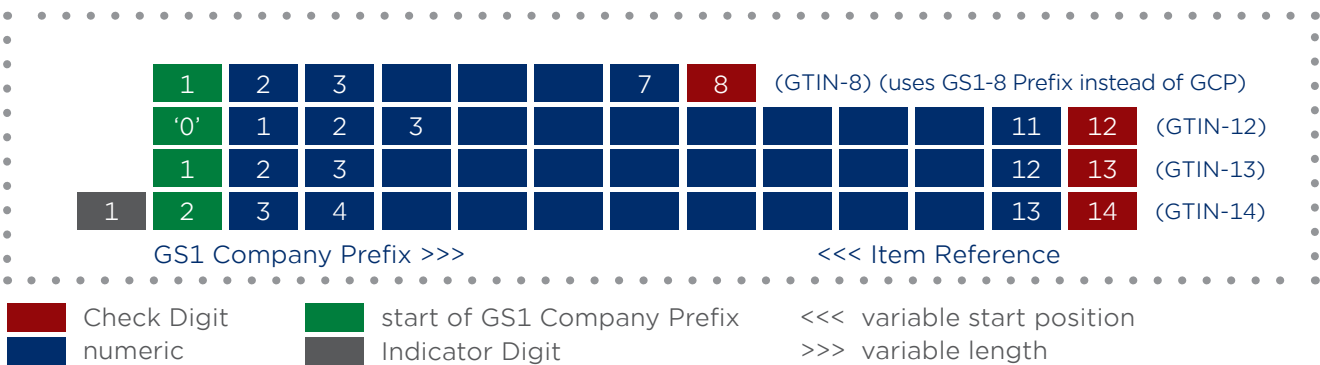 1 2 3 7 8 (GTIN-8) (uses GS1-8 Prefix instead of GCP)
‘0’ 1 2 3 11 12 (GTIN-12)
1 2 3 12 13 (GTIN-13)
1 2 3 4 13 14 (GTIN-14)
GS1 Company Prefix >>> <<< Item Reference
Check Digit start of GS1 Company Prefix <<< variable start position
numeric Indicator Digit >>> variable length